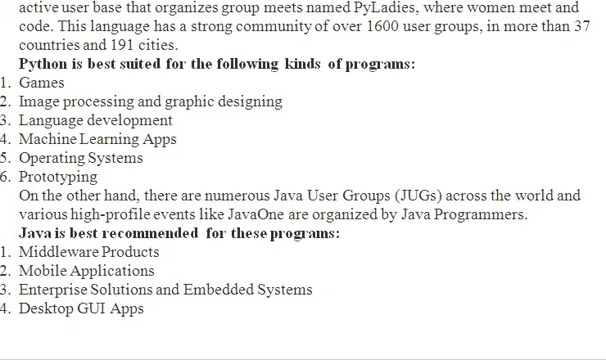 active user base that organizes group meets named PyLadies, where women meet and
code. This language has a strong community of over 1600 user groups, in more than 37
countries and 191 cities.
Python is best suited for the following kinds of programs:
1. Games
2. Image processing and graphic designing
3. Language development
4. Machine Learning Apps
5. Operating Systems
6. Prototyping
On the other hand, there are numerous Java User Groups (JUGs) across the world and
various high-profile events like JavaOne are organized by Java Programmers.
Java is best recommended for these programs:
1. Middleware Products
2. Mobile Applications
3. Enterprise Solutions and Embedded Systems
4. Desktop GUI Apps